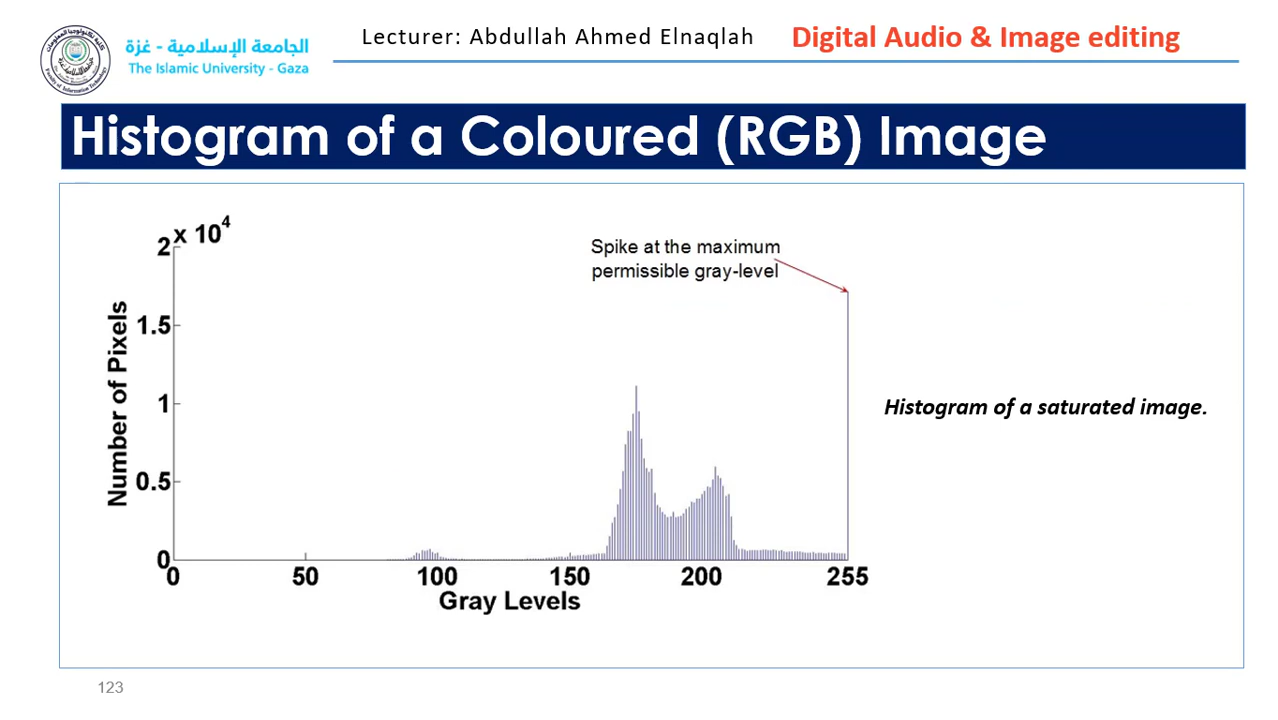 الجامعة الإسلامية - غزة
The Islamic University - Gaza
Lecturer: Abdullah Ahmed Elnaqlah
Digital Audio & Image editing
Histogram of a Coloured (RGB) Image
2 x 10^4
1.5
1
0.5
0
Number of Pixels
Spike at the maximum
permissible gray-level
0 50 100 150 200 255
Gray Levels
Histogram of a saturated image.
123